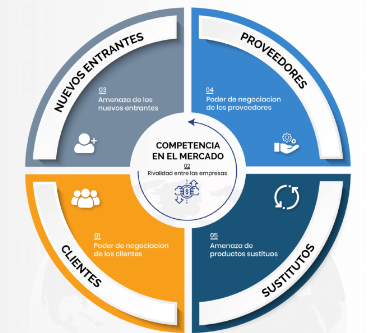 NUEVOS ENTRANTES
03
Amenaza de los
nuevos entrantes
PROVEEDORES
04
Poder de negociacion
de los proveedores
COMPETENCIA
EN EL MERCADO
02
Rivalidad entre las empresas
01
Poder de negociacion
de los clientes
CLIENTES
05
Amenaza de
productos sustituos
SUSTITUTOS